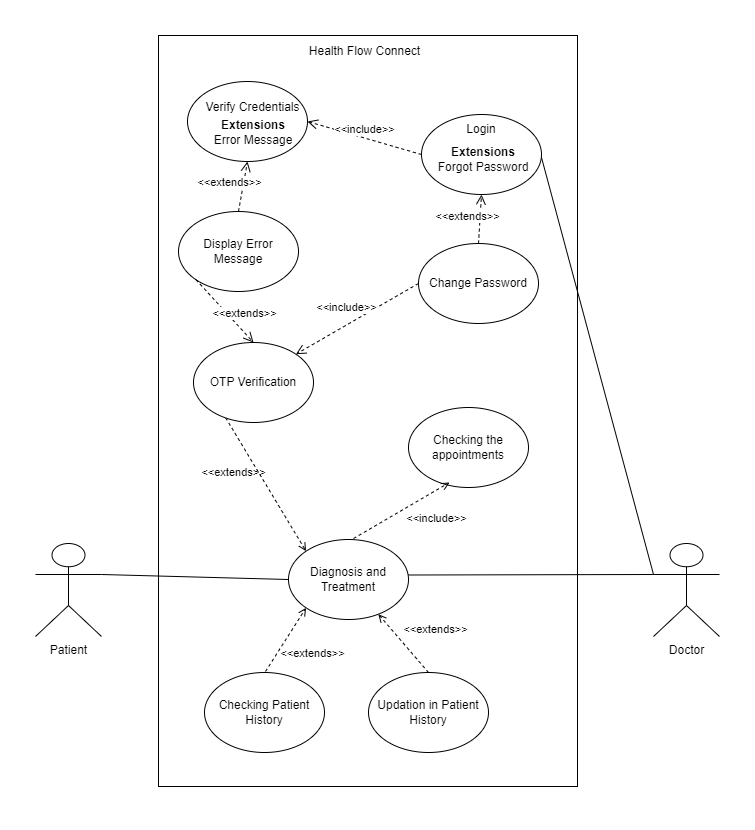 Health Flow Connect
Verify Credentials
Extensions
Error Message
<<include>>
Login
Extensions
Forgot Password
<<extends>>
<<extends>>
Display Error
Message
Change Password
<<extends>>
<<include>>
OTP Verification
Checking the
appointments
<<extends>>
<<include>>
Diagnosis and
Treatment
Patient
Doctor
<<extends>>
<<extends>>
Checking Patient
History
Updation in Patient
History